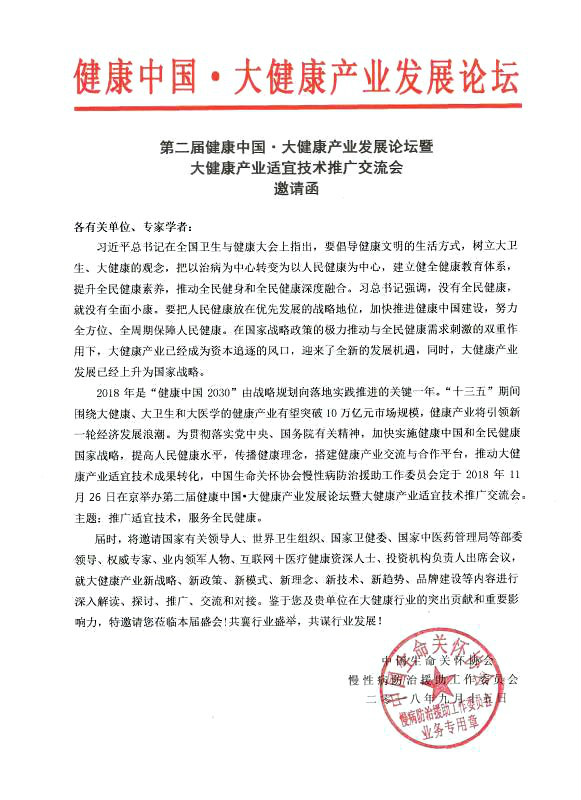 健康中国·大健康产业发展论坛
第二届健康中国·大健康产业发展论坛暨
大健康产业适宜技术推广交流会
邀请函
各有关单位、专家学者：
习近平总书记在全国卫生与健康大会上指出，要倡导健康文明的生活方式，树立大卫
生、大健康的观念，把以治病为中心转变为以人民健康为中心，建立健全健康教育体系，
提升全民健康素养，推动全民健身和全民健康深度融合。习总书记强调，没有全民健康，
就没有全面小康。要把人民健康放在优先发展的战略地位，加快推进健康中国建设，努力
全方位、全周期保障人民健康。在国家战略政策的极力推动与全民健康需求刺激的双重作
用下，大健康产业已经成为资本追逐的风口，迎来了全新的发展机遇，同时，大健康产业
发展已经上升为国家战略。
2018 年是“健康中国 2030”由战略规划向落地实践推进的关键一年。“十三五”期间
围绕大健康、大卫生和大医学的健康产业有望突破 10 万亿元市场规模，健康产业将引领新
一轮经济发展浪潮。为贯彻落实党中央、国务院有关精神，加快实施健康中国和全民健康
国家战略，提高人民健康水平，传播健康理念，搭建健康产业交流与合作平台，推动大健
康产业适宜技术成果转化，中国生命关怀协会慢性病防治援助工作委员会定于 2018 年 11
月 26 日在京举办第二届健康中国·大健康产业发展论坛暨大健康产业适宜技术推广交流会。
主题：推广适宜技术，服务全民健康。
届时，将邀请国家有关领导人、世界卫生组织、国家卫健委、国家中医药管理局等部委
领导、权威专家、业内领军人物、互联网＋医疗健康资深人士、投资机构负责人出席会议，
就大健康产业新战略、新政策、新模式、新理念、新技术、新趋势、品牌建设等内容进行
深入解读、探讨、推广、交流和对接。鉴于您及贵单位在大健康行业的突出贡献和重要影
响力，特邀请您莅临本届盛会!共襄行业盛举，共谋行业发展！
中国生命关怀协会
慢性病防治援助工作委员会
二零一八年九月十五日
中国生命关怀协会
慢病防治援助工作委员会
业务专用章